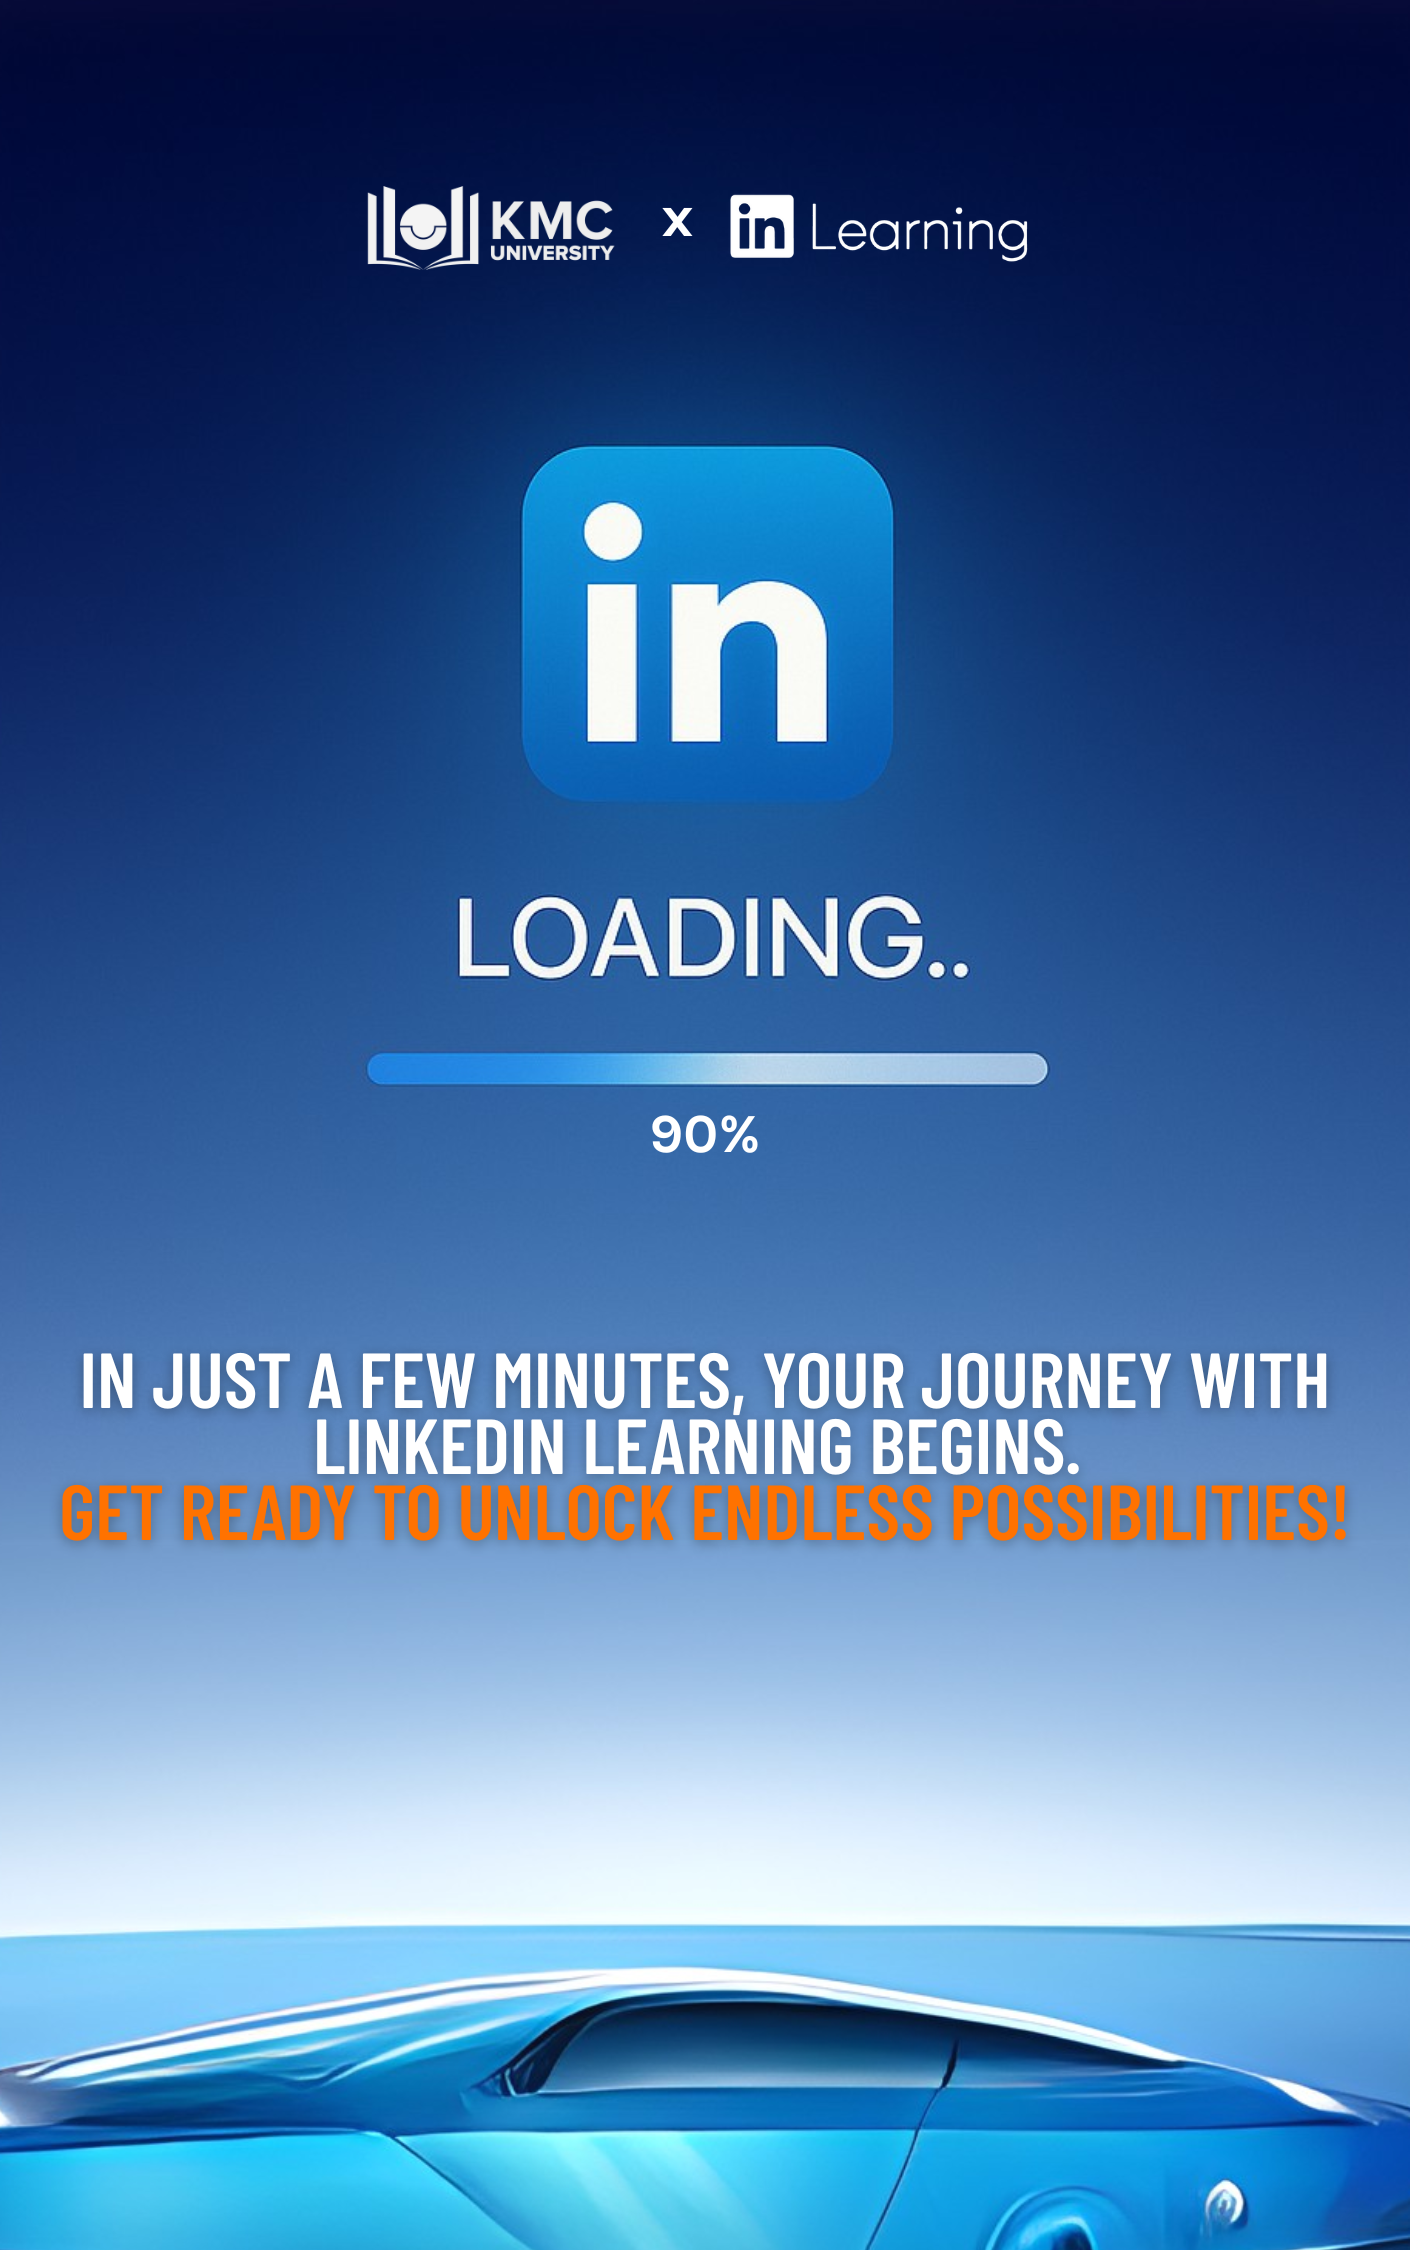 KMC
UNIVERSITY
X
in Learning
in
LOADING..
90%
IN JUST A FEW MINUTES, YOUR JOURNEY WITH
LINKEDIN LEARNING BEGINS.
GET READY TO UNLOCK ENDLESS POSSIBILITIES!